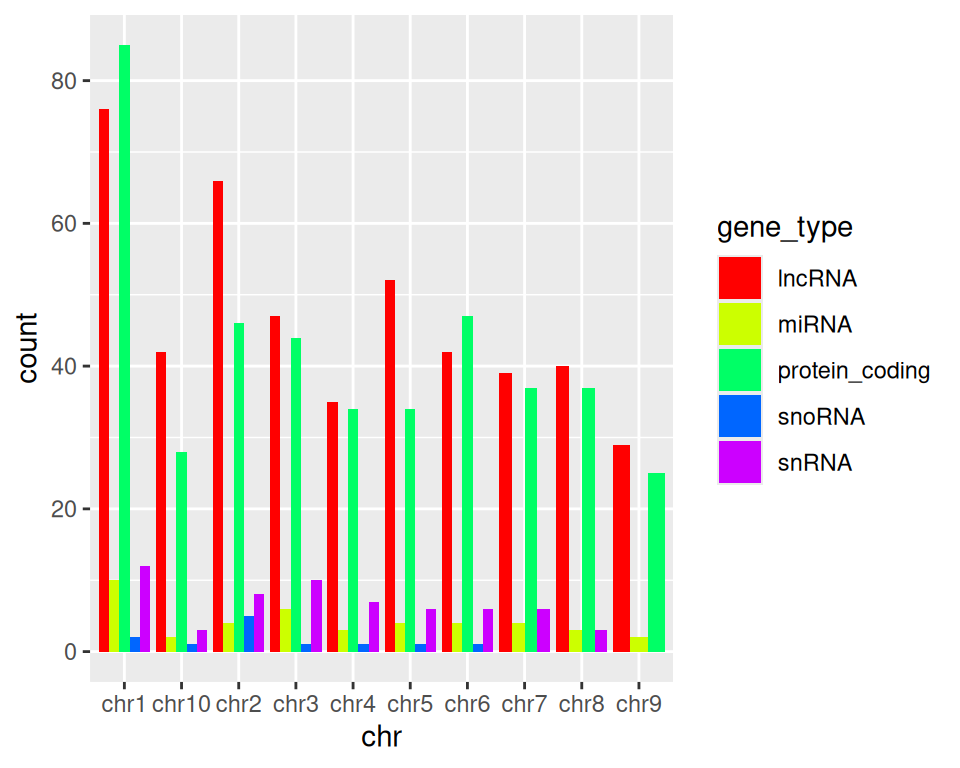 80
60
40
20
0
count
chr1 chr10 chr2 chr3 chr4 chr5 chr6 chr7 chr8 chr9
chr
gene_type
lncRNA
miRNA
protein_coding
snoRNA
snRNA